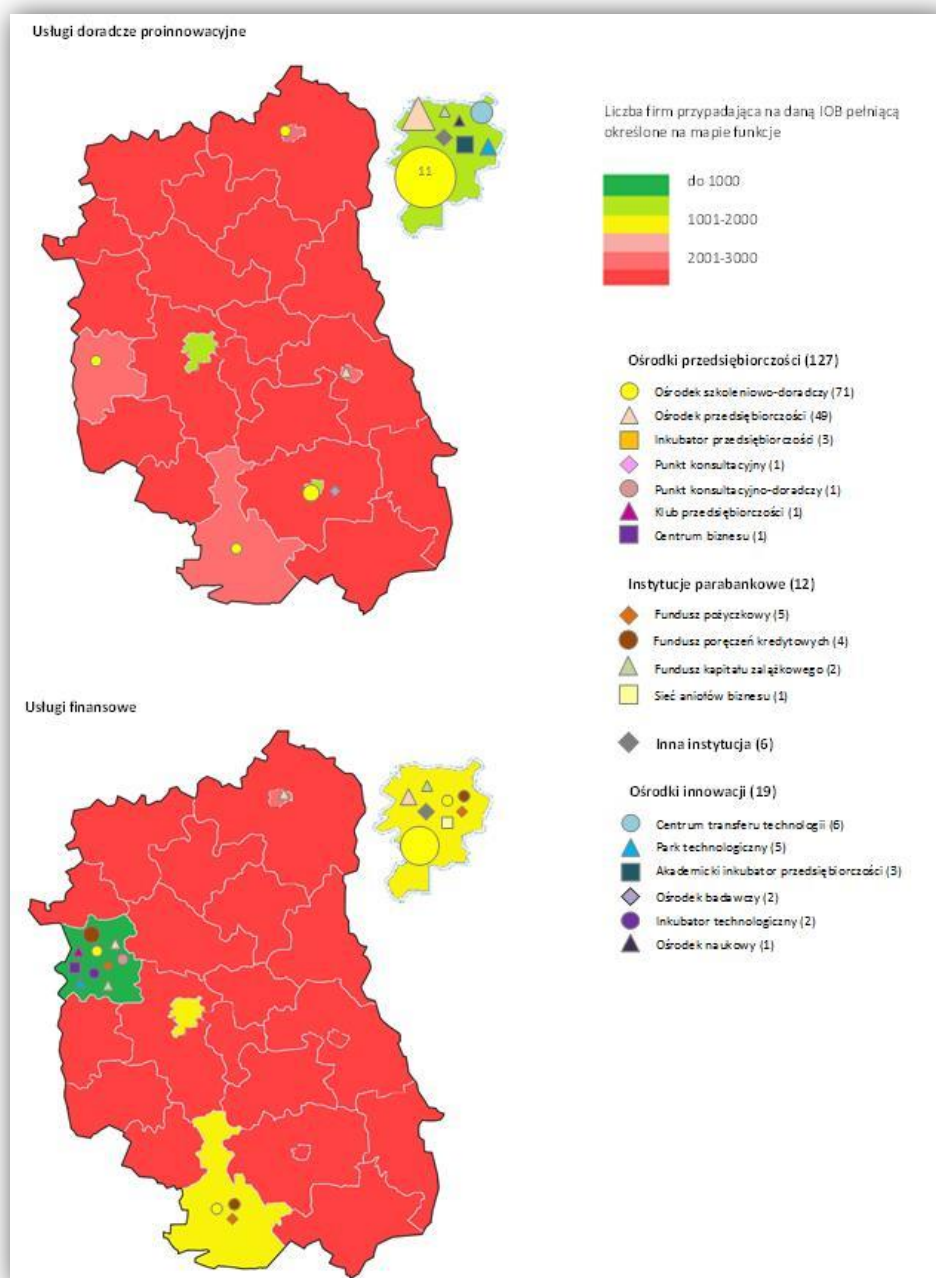 Usługi doradcze proinnowacyjne
11
Liczba firm przypadająca na daną IOB pełniącą
określone na mapie funkcje
do 1000
1001-2000
2001-3000
Ośrodki przedsiębiorczości (127)
Ośrodek szkoleniowo-doradczy (71)
Ośrodek przedsiębiorczości (49)
Inkubator przedsiębiorczości (3)
Punkt konsultacyjny (1)
Punkt konsultacyjno-doradczy (1)
Klub przedsiębiorczości (1)
Centrum biznesu (1)
Instytucje parabankowe (12)
Fundusz pożyczkowy (5)
Fundusz poręczeń kredytowych (4)
Fundusz kapitału zalążkowego (2)
Sieć aniołów biznesu (1)
Usługi finansowe
Inna instytucja (6)
Ośrodki innowacji (19)
Centrum transferu technologii (6)
Park technologiczny (5)
Akademicki inkubator przedsiębiorczości (3)
Ośrodek badawczy (2)
Inkubator technologiczny (2)
Ośrodek naukowy (1)